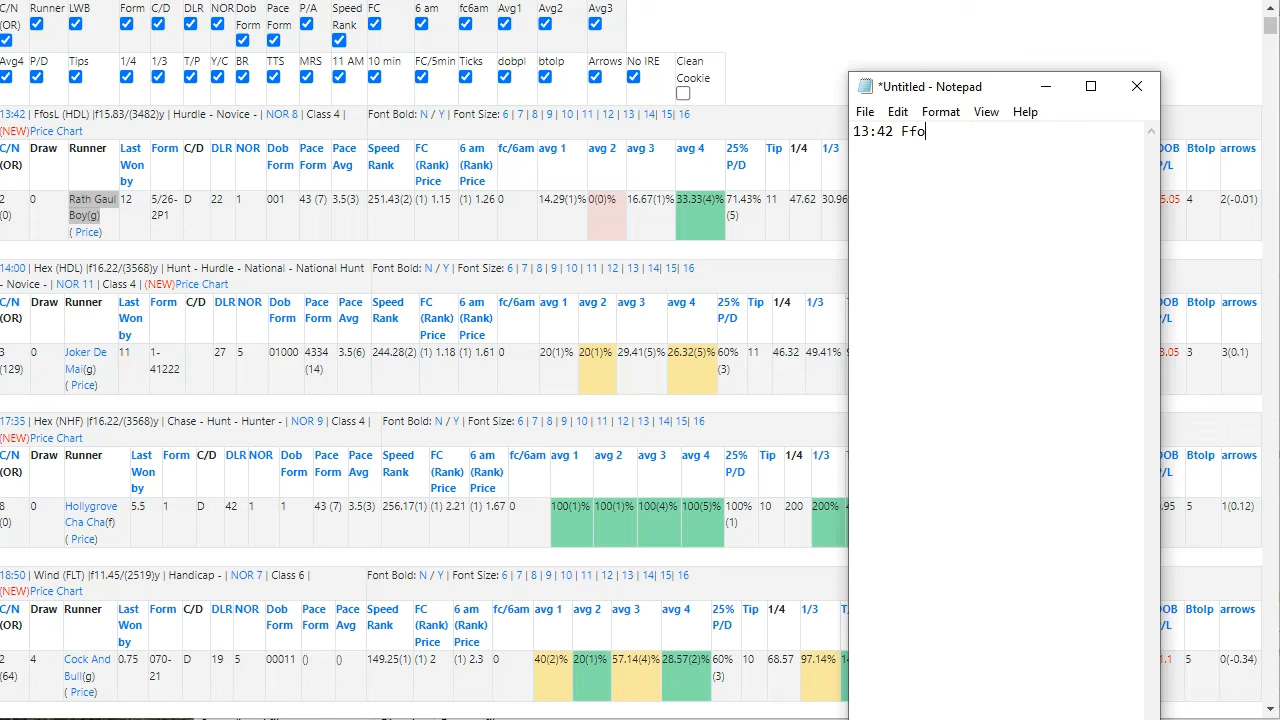 C/N (OR) Runner LWB Form C/D DLR NOR Dob Form Pace Form P/A Speed Rank FC 6 am fc6am Avg1 Avg2 Avg3
Avg4 P/D Tips 1/4 1/3 T/P Y/C BR TTS MRS 11 AM 10 min FC/5min Ticks dobpl btolp Arrows No IRE Clean Cookie
*Untitled - Notepad
File Edit Format View Help
13:42 Ffo
13:42 | FfosL (HDL) |f15.83/(3482)y | Hurdle - Novice - | NOR 8 | Class 4 | Font Bold: N / Y | Font Size: 6 | 7 | 8 | 9 | 10 | 11 | 12 | 13 | 14| 15| 16
(NEW)Price Chart
C/N (OR) Draw Runner Last Won by Form C/D DLR NOR Dob Form Pace Form Pace Avg Speed Rank FC (Rank) Price 6 am (Rank) Price fc/6am avg 1 avg 2 avg 3 avg 4 25% P/D Tip 1/4 1/3 Btolp arrows
2 (0) 0 Rath Gaul Boy(g) ( Price) 12 5/26-2P1 D 22 1 001 43 (7) 3.5(3) 251.43(2) (1) 1.15 (1) 1.26 0 14.29(1)% 0(0)% 16.67(1)% 33.33(4)% 71.43% (5) 11 47.62 30.96 4 2(-0.01)
14:00 | Hex (HDL) |f16.22/(3568)y | Hunt - Hurdle - National - National Hunt Font Bold: N / Y | Font Size: 6 | 7 | 8 | 9 | 10 | 11 | 12 | 13 | 14| 15| 16
- Novice - | NOR 11 | Class 4 | (NEW)Price Chart
C/N (OR) Draw Runner Last Won by Form C/D DLR NOR Dob Form Pace Form Pace Avg Speed Rank FC (Rank) Price 6 am (Rank) Price fc/6am avg 1 avg 2 avg 3 avg 4 25% P/D Tip 1/4 1/3 Btolp arrows
3 (129) 0 Joker De Mai(g) ( Price) 11 1-41222 27 5 01000 4334 (14) 3.5(6) 244.28(2) (1) 1.18 (1) 1.61 0 20(1)% 20(1)% 29.41(5)% 26.32(5)% 60% (3) 11 46.32 49.41% 3 3(0.1)
17:35 | Hex (NHF) |f16.22/(3568)y | Chase - Hunt - Hunter - | NOR 9 | Class 4 | Font Bold: N / Y | Font Size: 6 | 7 | 8 | 9 | 10 | 11 | 12 | 13 | 14| 15| 16
(NEW)Price Chart
C/N (OR) Draw Runner Last Won by Form C/D DLR NOR Dob Form Pace Form Pace Avg Speed Rank FC (Rank) Price 6 am (Rank) Price fc/6am avg 1 avg 2 avg 3 avg 4 25% P/D Tip 1/4 1/3 Btolp arrows
8 (0) 0 Hollygrove Cha Cha(f) ( Price) 5.5 1 D 42 1 1 43 (7) 3.5(3) 256.17(1) (1) 2.21 (1) 1.67 0 100(1)% 100(1)% 100(4)% 100(5)% 100% (1) 10 200 200% 5 1(0.12)
18:50 | Wind (FLT) |f11.45/(2519)y | Handicap - | NOR 7 | Class 6 | Font Bold: N / Y | Font Size: 6 | 7 | 8 | 9 | 10 | 11 | 12 | 13 | 14| 15| 16
(NEW)Price Chart
C/N (OR) Draw Runner Last Won by Form C/D DLR NOR Dob Form Pace Form Pace Avg Speed Rank FC (Rank) Price 6 am (Rank) Price fc/6am avg 1 avg 2 avg 3 avg 4 25% P/D Tip 1/4 1/3 Btolp arrows
2 (64) 4 Cock And Bull(g) ( Price) 0.75 070-21 D 19 5 00011 () () 149.25(1) (1) 2 (1) 2.3 0 40(2)% 20(1)% 57.14(4)% 28.57(2)% 60% (3) 10 68.57 97.14% 5 0(-0.34)